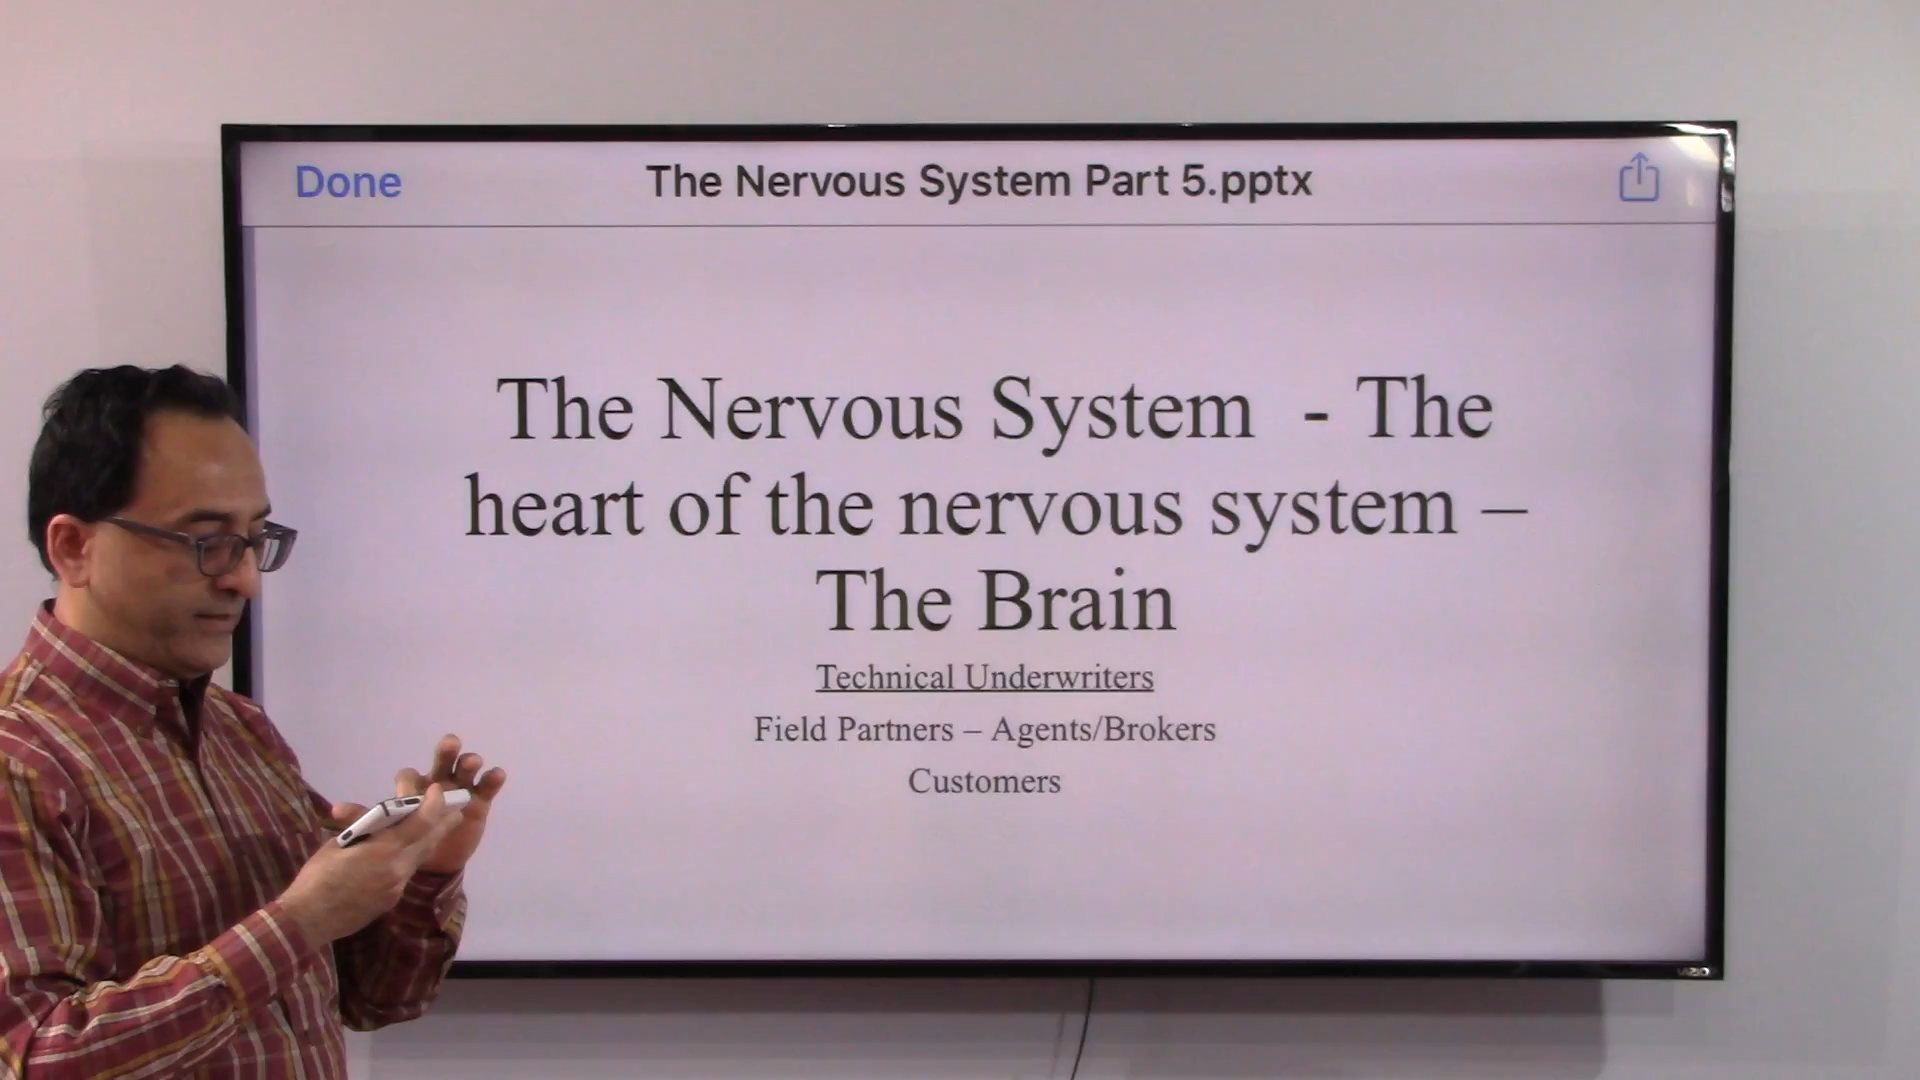 Done
The Nervous System Part 5.pptx
The Nervous System  - The
heart of the nervous system –
The Brain
Technical Underwriters
Field Partners – Agents/Brokers
Customers
VIZIO